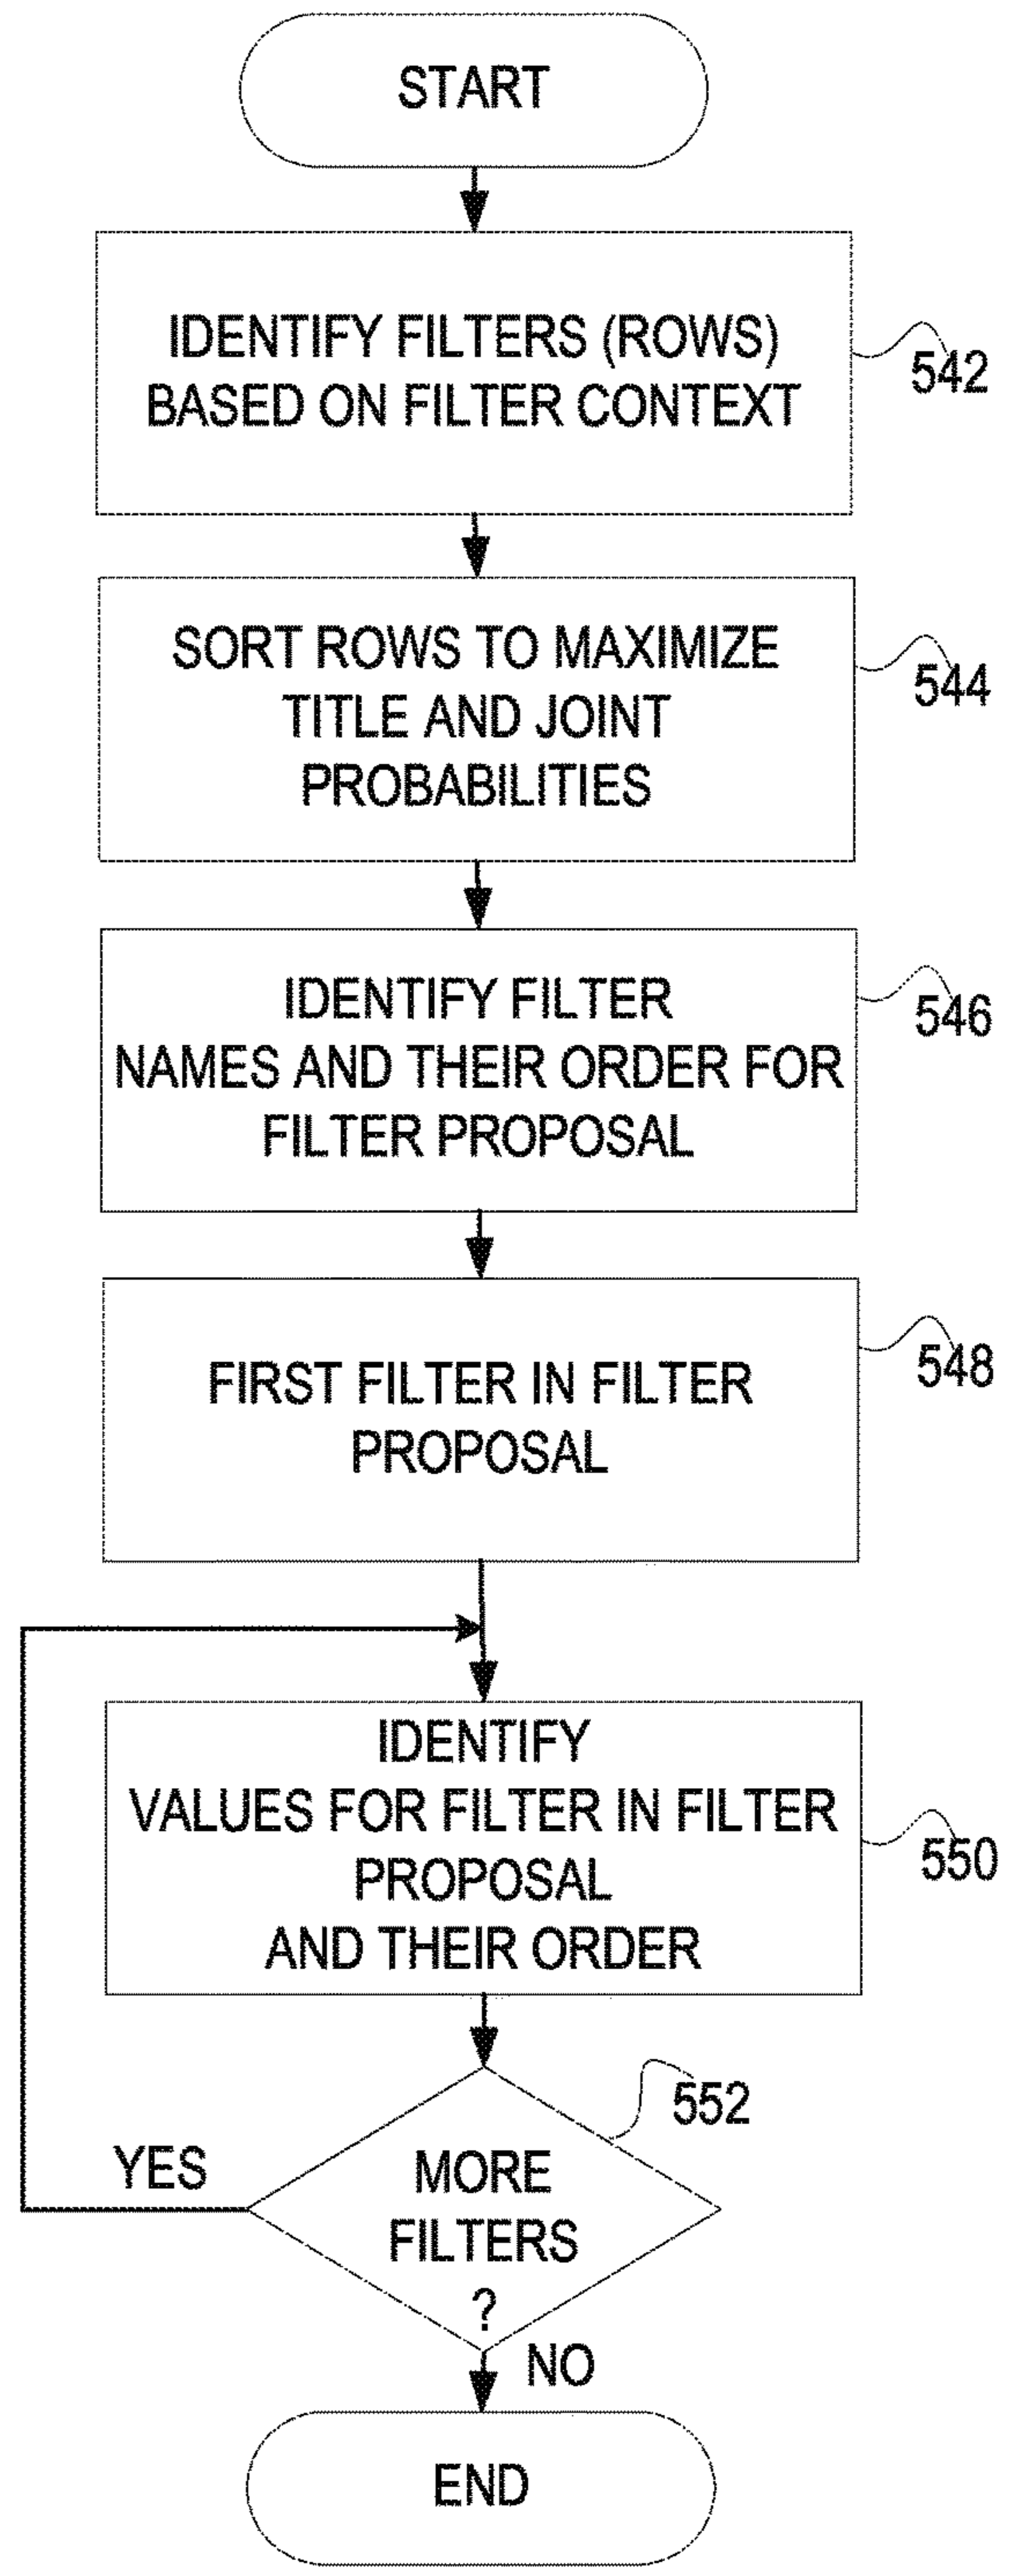 START
IDENTIFY FILTERS (ROWS)
BASED ON FILTER CONTEXT
542
SORT ROWS TO MAXIMIZE
TITLE AND JOINT
PROBABILITIES
544
IDENTIFY FILTER
NAMES AND THEIR ORDER FOR
FILTER PROPOSAL
546
FIRST FILTER IN FILTER
PROPOSAL
548
IDENTIFY
VALUES FOR FILTER IN FILTER
PROPOSAL
AND THEIR ORDER
550
552
YES
MORE
FILTERS
?
NO
END